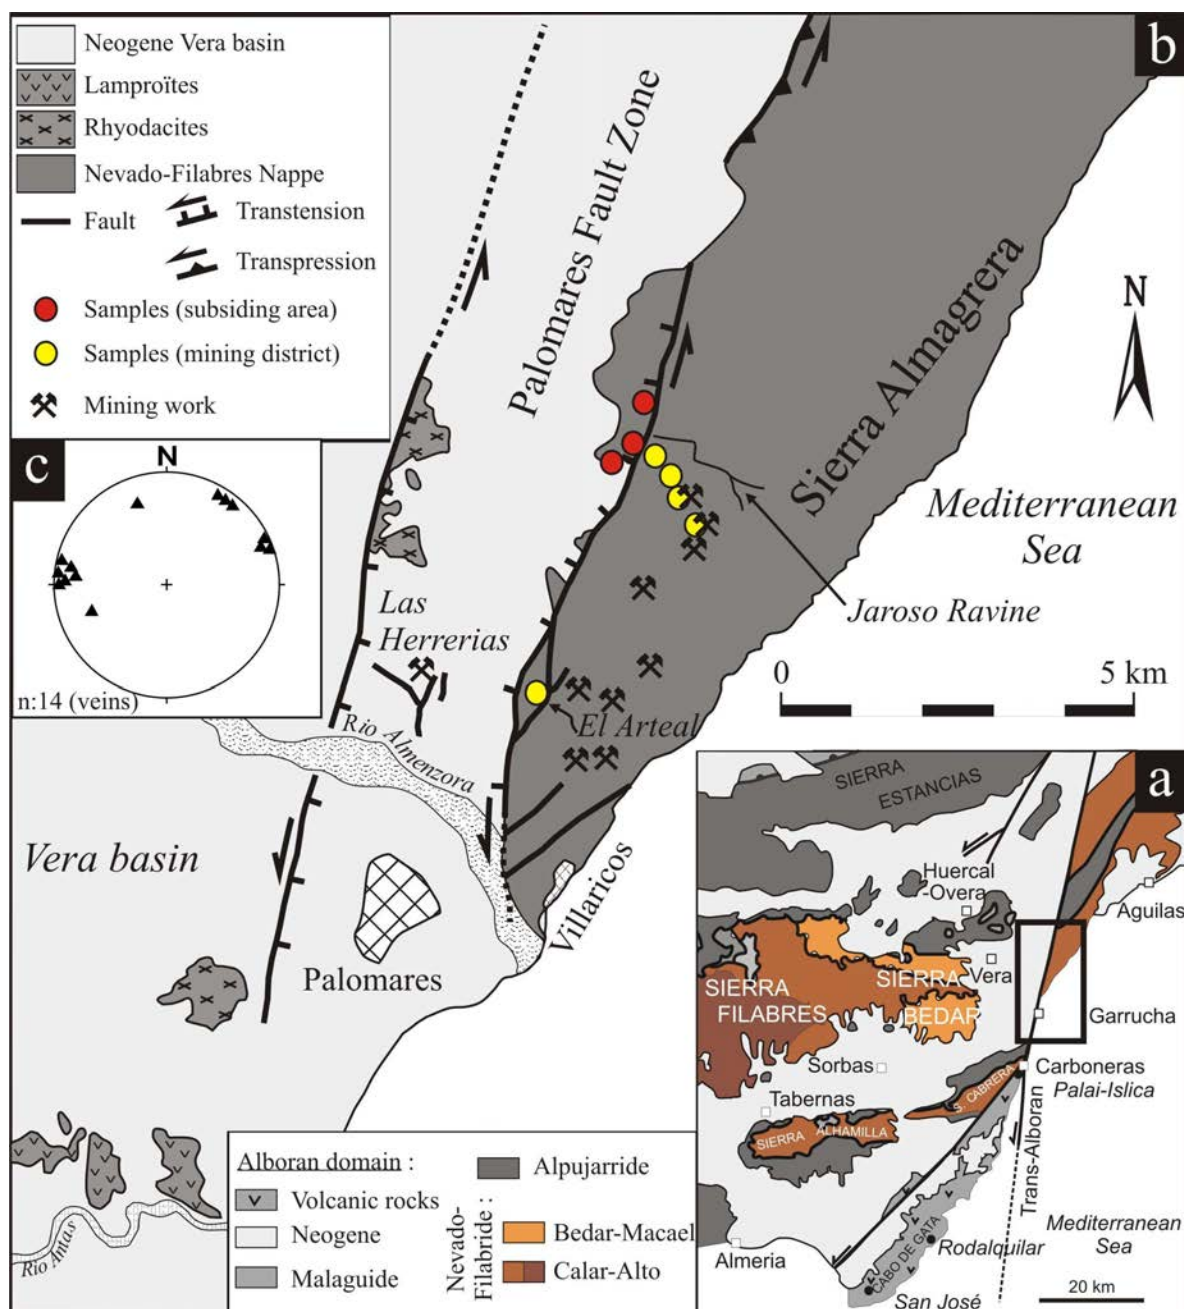 b
Neogene Vera basin
Lamproïtes
Rhyodacites
Nevado-Filabres Nappe
Fault
Transtension
Transpression
Samples (subsiding area)
Samples (mining district)
Mining work
Palomares Fault Zone
Sierra Almagrera
N
Mediterranean
Sea
c
N
n:14 (veins)
Las
Herrerias
Jaroso Ravine
0
5 km
El Arteal
Rio Almenzora
Vera basin
Villaricos
Palomares
Rio Antas
a
SIERRA
ESTANCIAS
Huercal
-Overa
Aguilas
Vera
SIERRA
FILABRES
SIERRA
BEDAR
Garrucha
Sorbas
Carboneras
Palai-Islica
S. CABRERA
Tabernas
SIERRA
ALHAMILLA
Trans-Alboran
Mediterranean
Sea
CABO DE GATA
Rodalquilar
Almeria
San José
20 km
Alboran domain :
Volcanic rocks
Neogene
Malaguide
Alpujarride
Nevado-
Filabride :
Bedar-Macael
Calar-Alto